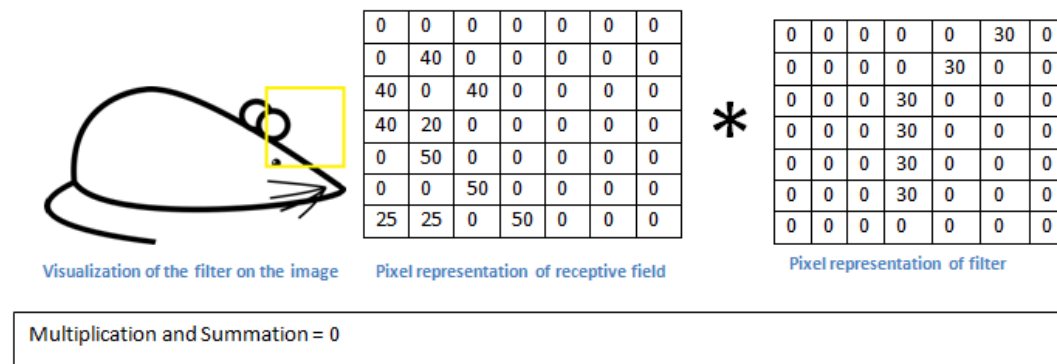 0 0 0 0 0 0 0
0 40 0 0 0 0 0
40 0 40 0 0 0 0
40 20 0 0 0 0 0
0 50 0 0 0 0 0
0 0 50 0 0 0 0
25 25 0 50 0 0 0
*
0 0 0 0 0 30 0
0 0 0 0 30 0 0
0 0 0 30 0 0 0
0 0 0 30 0 0 0
0 0 0 30 0 0 0
0 0 0 30 0 0 0
0 0 0 0 0 0 0
Visualization of the filter on the image
Pixel representation of receptive field
Pixel representation of filter
Multiplication and Summation = 0